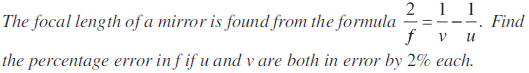 The focal length of a mirror is found from the formula 2/f = 1/v − 1/u. Find
the percentage error in f if u and v are both in error by 2% each.